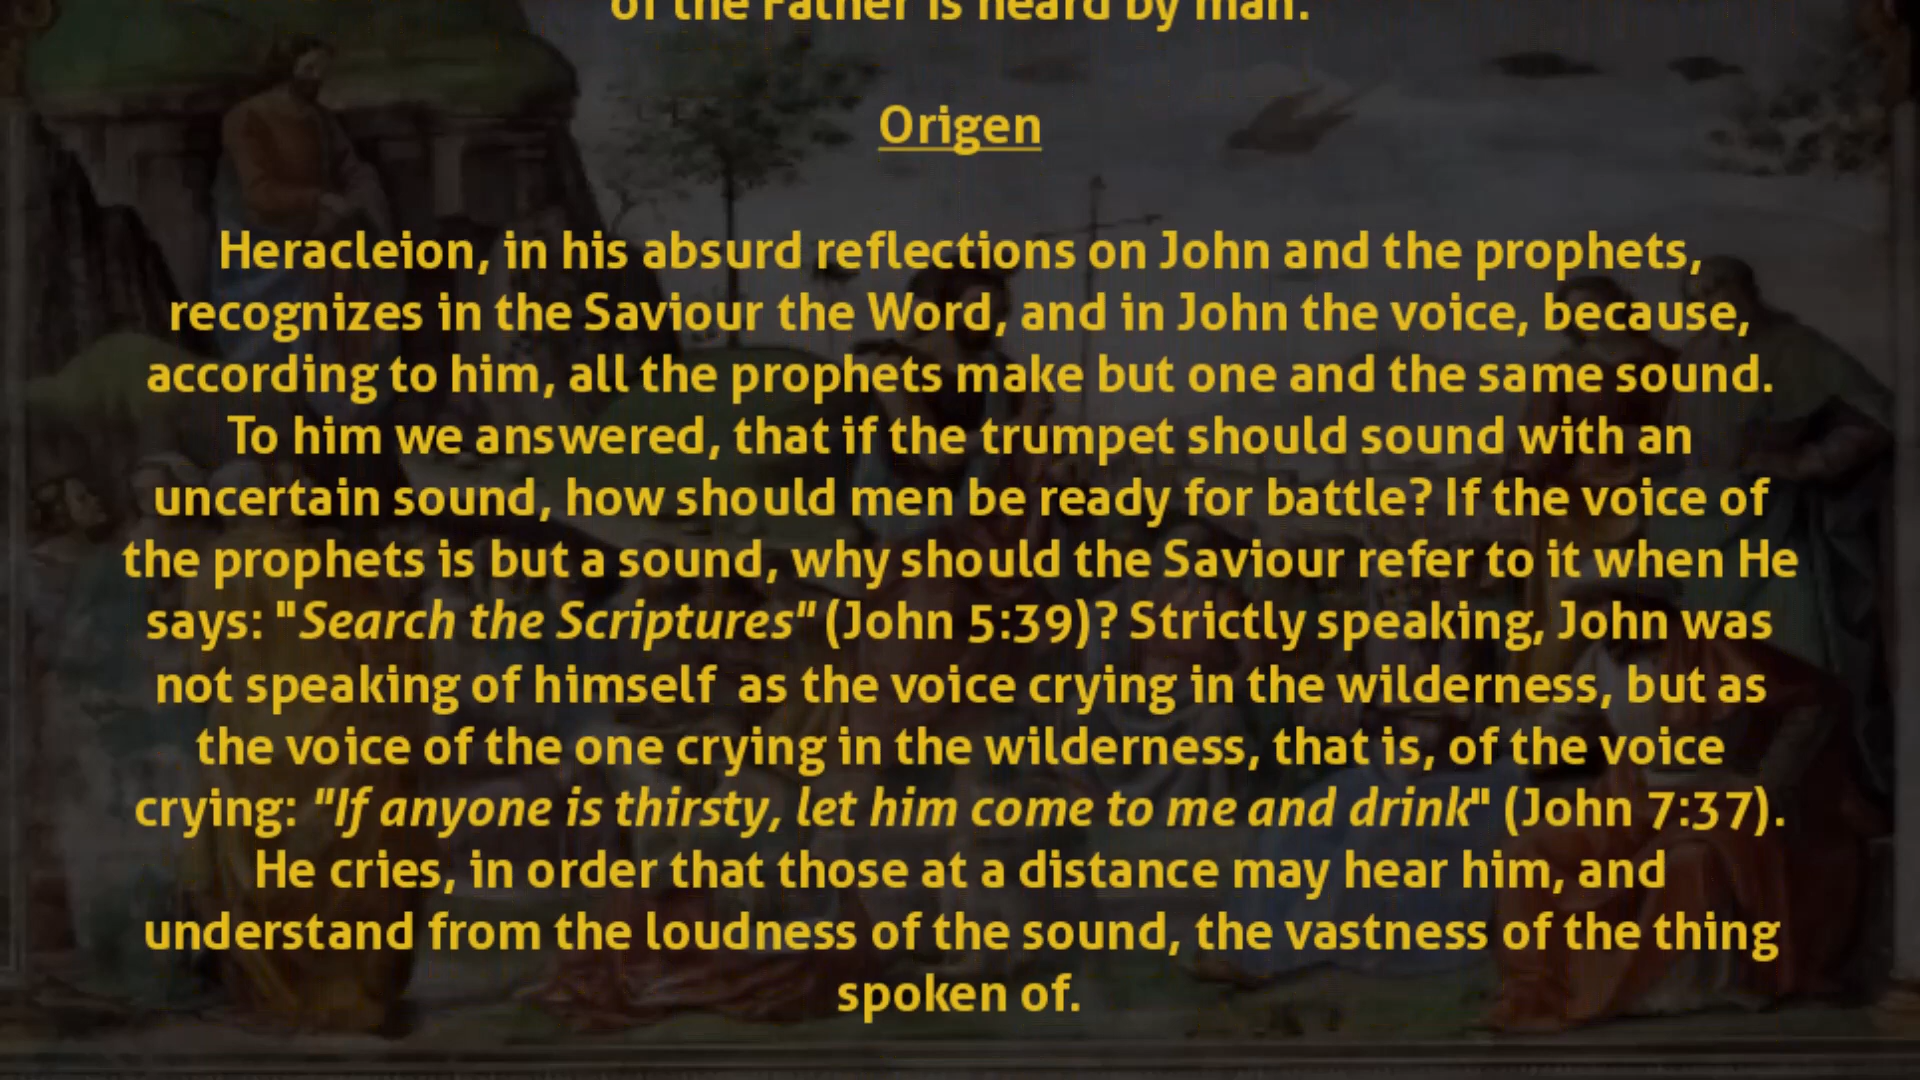 of the Father is heard by man.
Origen
Heracleion, in his absurd reflections on John and the prophets,
recognizes in the Saviour the Word, and in John the voice, because,
according to him, all the prophets make but one and the same sound.
To him we answered, that if the trumpet should sound with an
uncertain sound, how should men be ready for battle? If the voice of
the prophets is but a sound, why should the Saviour refer to it when He
says: "Search the Scriptures" (John 5:39)? Strictly speaking, John was
not speaking of himself  as the voice crying in the wilderness, but as
the voice of the one crying in the wilderness, that is, of the voice
crying: "If anyone is thirsty, let him come to me and drink" (John 7:37).
He cries, in order that those at a distance may hear him, and
understand from the loudness of the sound, the vastness of the thing
spoken of.